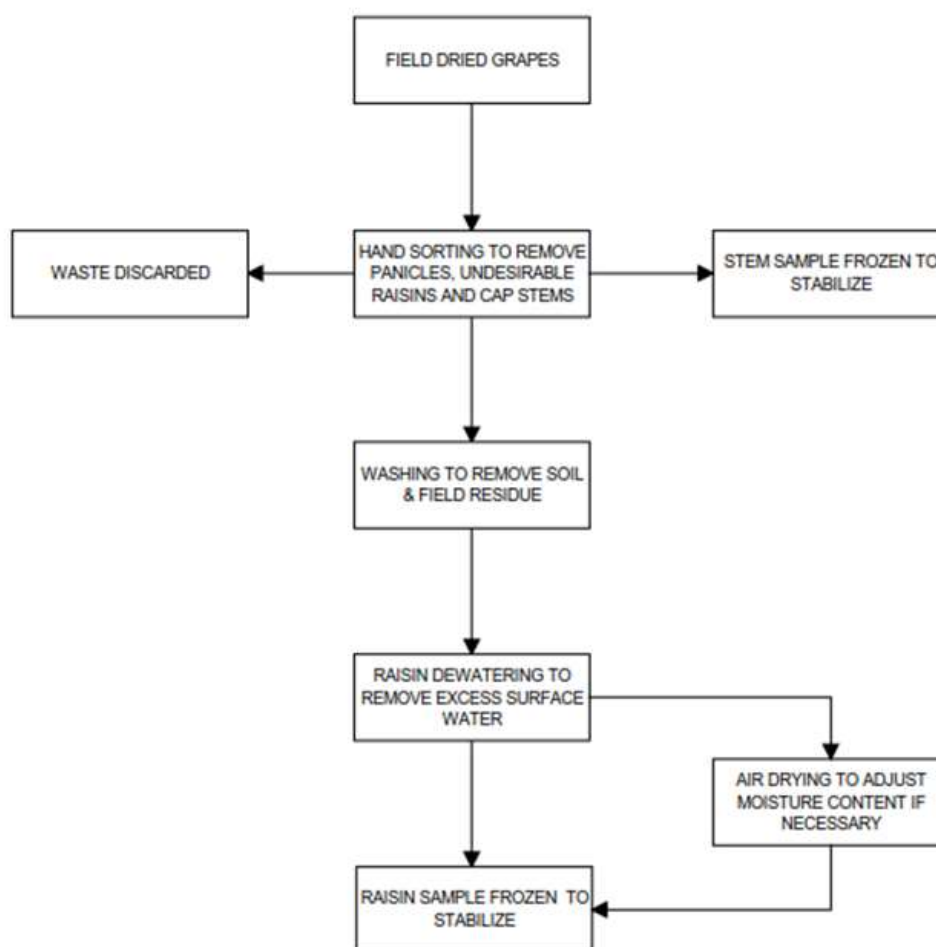 FIELD DRIED GRAPES
WASTE DISCARDED
HAND SORTING TO REMOVE
PANICLES, UNDESIRABLE
RAISINS AND CAP STEMS
STEM SAMPLE FROZEN TO
STABILIZE
WASHING TO REMOVE SOIL
& FIELD RESIDUE
RAISIN DEWATERING TO
REMOVE EXCESS SURFACE
WATER
AIR DRYING TO ADJUST
MOISTURE CONTENT IF
NECESSARY
RAISIN SAMPLE FROZEN TO
STABILIZE